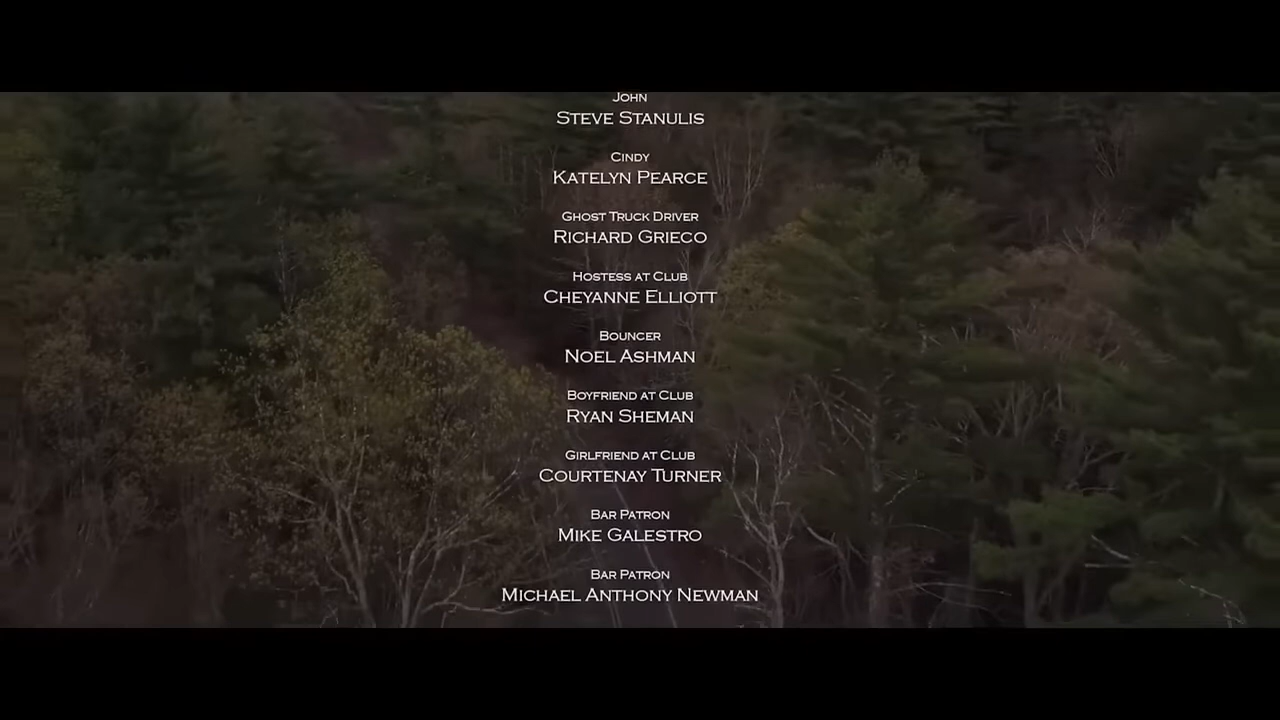 JOHN
STEVE STANULIS
CINDY
KATELYN PEARCE
GHOST TRUCK DRIVER
RICHARD GRIECO
HOSTESS AT CLUB
CHEYANNE ELLIOTT
BOUNCER
NOEL ASHMAN
BOYFRIEND AT CLUB
RYAN SHEMAN
GIRLFRIEND AT CLUB
COURTENAY TURNER
BAR PATRON
MIKE GALESTRO
BAR PATRON
MICHAEL ANTHONY NEWMAN